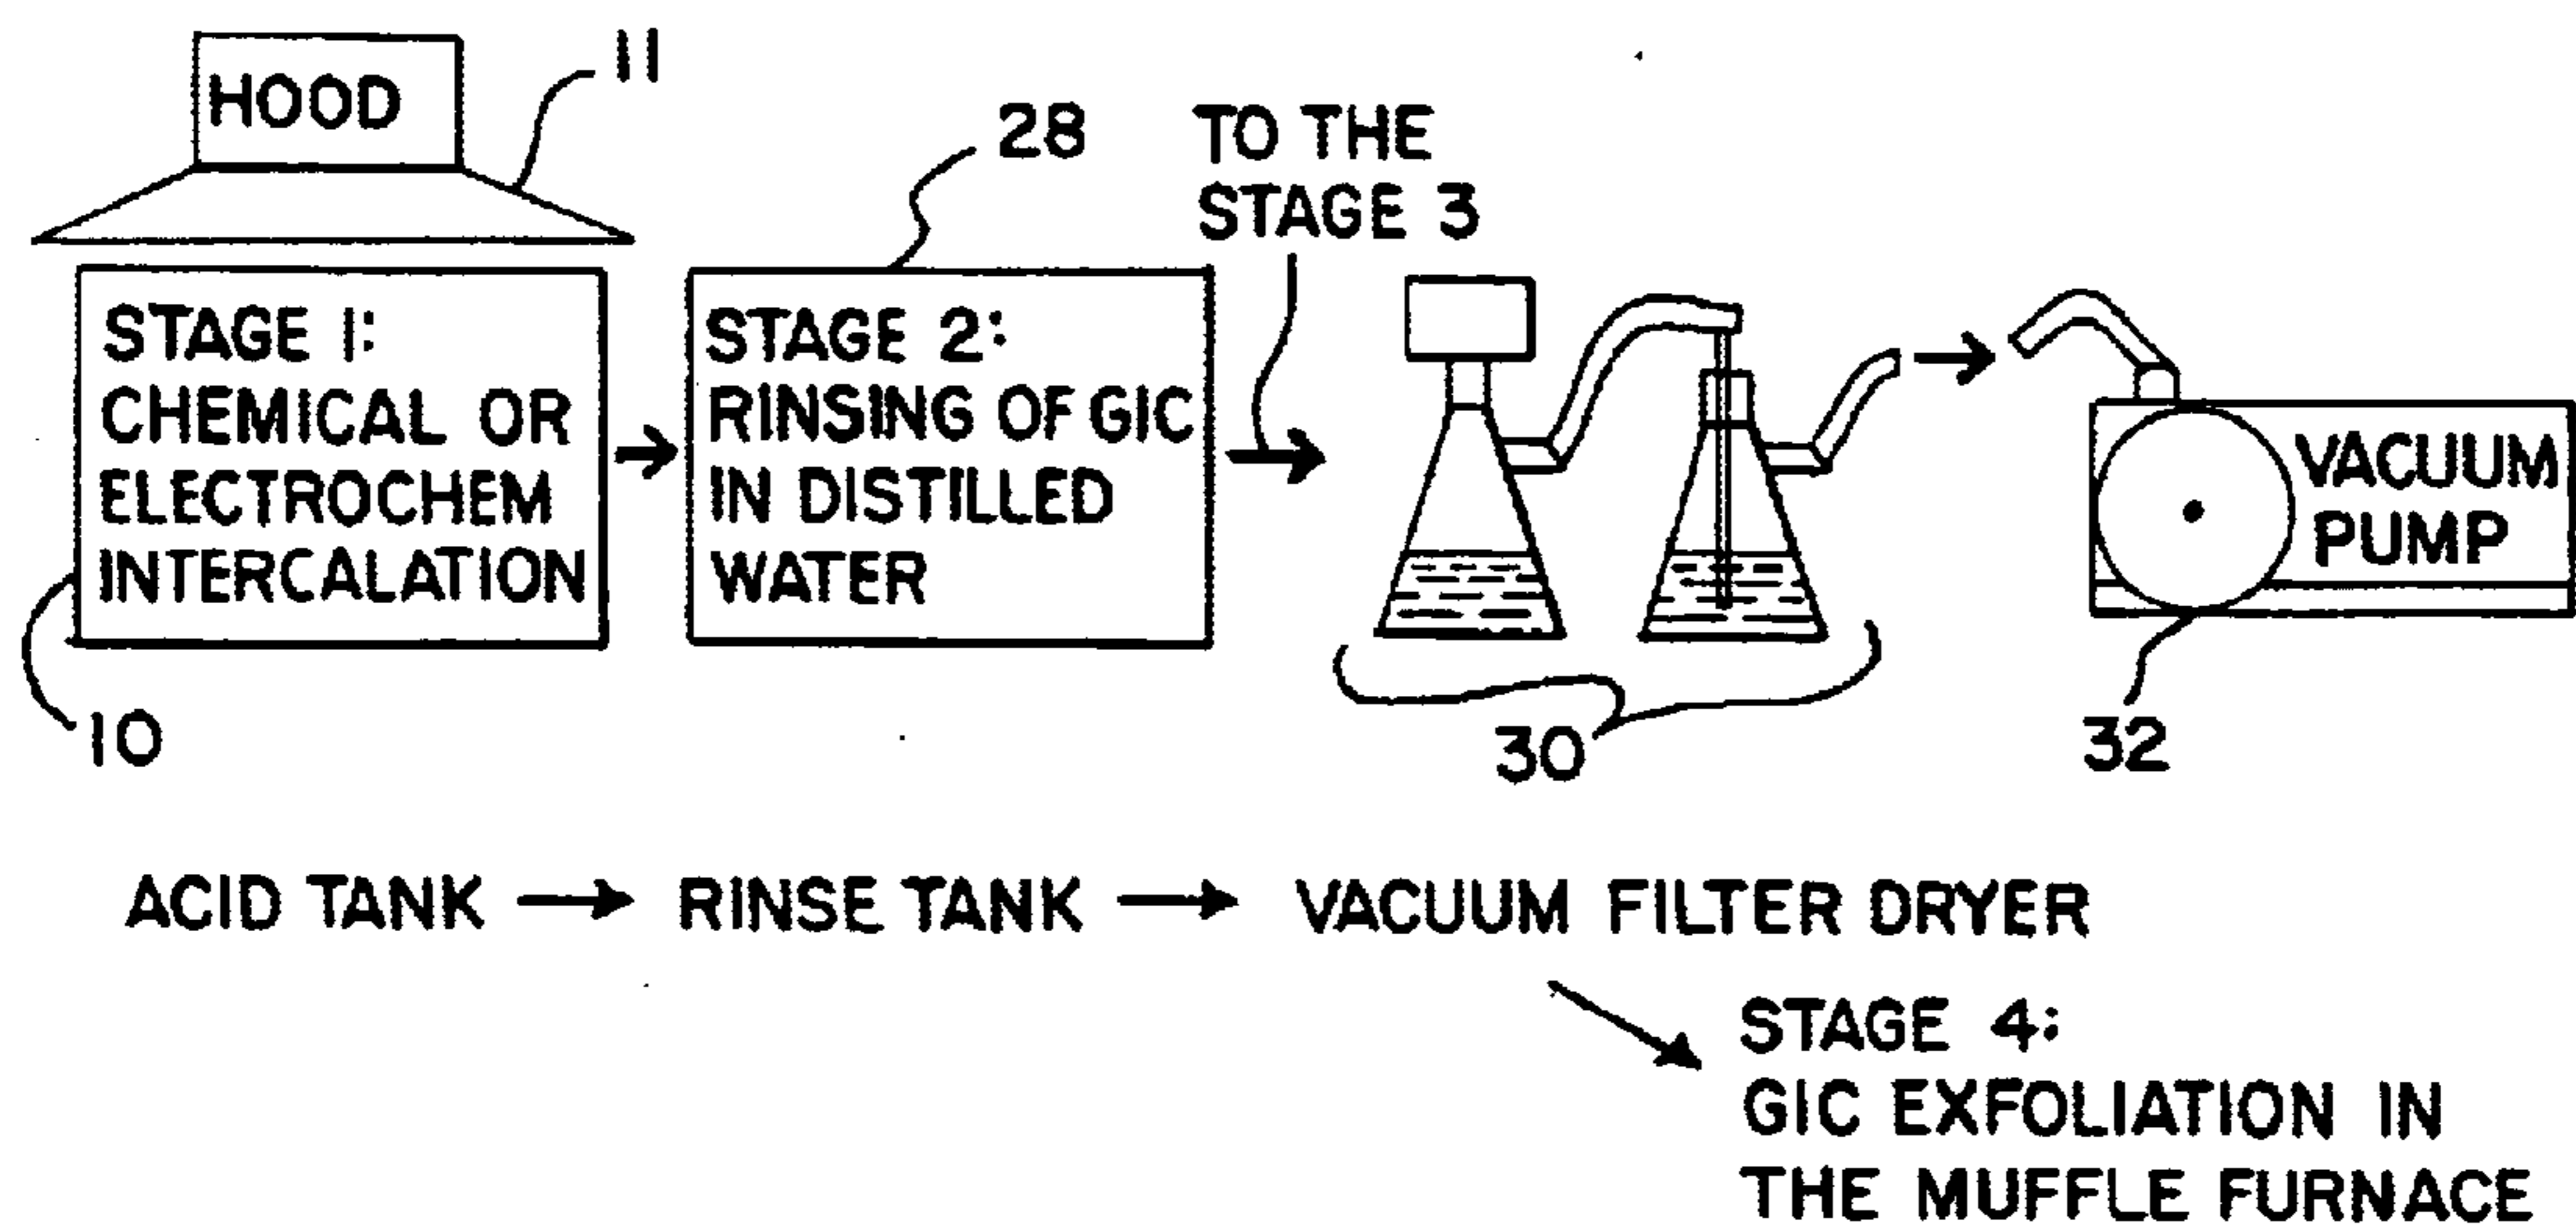 HOOD
11
STAGE 1:
CHEMICAL OR
ELECTROCHEM
INTERCALATION
10
28
STAGE 2:
RINSING OF GIC
IN DISTILLED
WATER
TO THE
STAGE 3
30
VACUUM
PUMP
32
ACID TANK → RINSE TANK → VACUUM FILTER DRYER
STAGE 4:
GIC EXFOLIATION IN
THE MUFFLE FURNACE